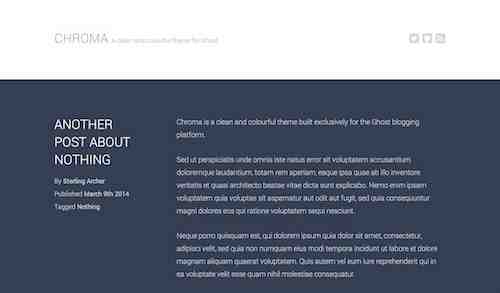 CHROMA A clean and colourful theme for Ghost
ANOTHER
POST ABOUT
NOTHING
By Sterling Archer
Published March 9th 2014
Tagged Nothing
Chroma is a clean and colourful theme built exclusively for the Ghost blogging
platform.
Sed ut perspiciatis unde omnis iste natus error sit voluptatem accusantium
doloremque laudantium, totam rem aperiam, eaque ipsa quae ab illo inventore
veritatis et quasi architecto beatae vitae dicta sunt explicabo. Nemo enim ipsam
voluptatem quia voluptas sit aspernatur aut odit aut fugit, sed quia consequuntur
magni dolores eos qui ratione voluptatem sequi nesciunt.
Neque porro quisquam est, qui dolorem ipsum quia dolor sit amet, consectetur,
adipisci velit, sed quia non numquam eius modi tempora incidunt ut labore et dolore
magnam aliquam quaerat voluptatem. Quis autem vel eum iure reprehenderit qui in
ea voluptate velit esse quam nihil molestiae consequatur.